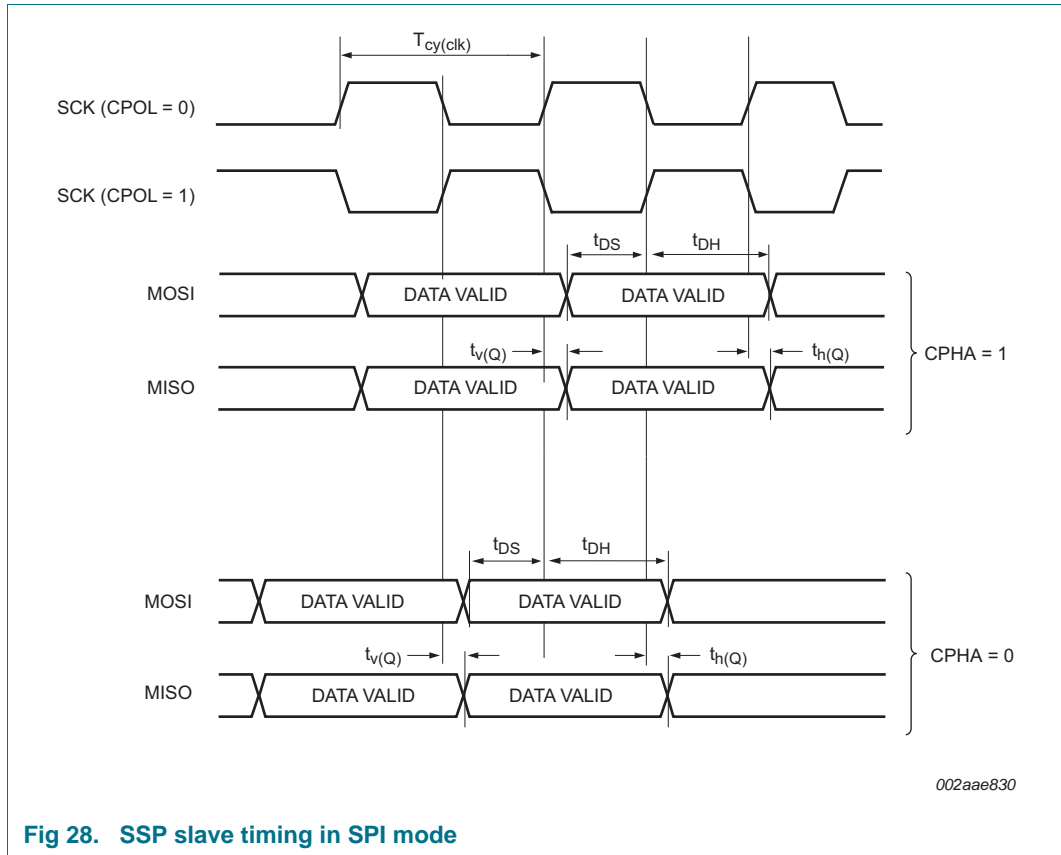 T cy(clk)
SCK (CPOL = 0)
SCK (CPOL = 1)
tDS tDH
MOSI DATA VALID DATA VALID
tv(Q) th(Q)
CPHA = 1
MISO DATA VALID DATA VALID
tDS tDH
MOSI DATA VALID DATA VALID
tv(Q) th(Q)
CPHA = 0
MISO DATA VALID DATA VALID
002aae830
Fig 28. SSP slave timing in SPI mode